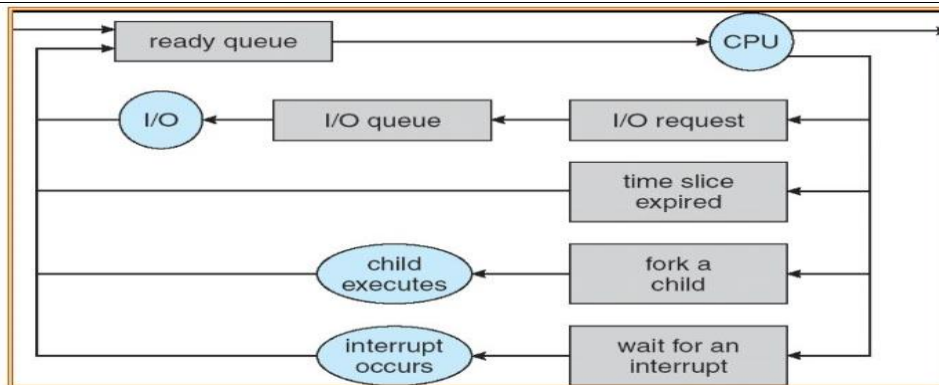 ready queue
CPU
I/O
I/O queue
I/O request
time slice
expired
child
executes
fork a
child
interrupt
occurs
wait for an
interrupt